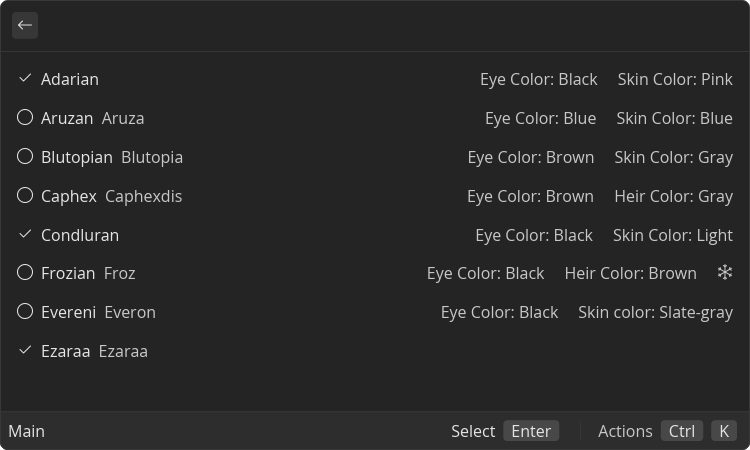 Adarian Eye Color: Black Skin Color: Pink
Aruzan Aruza Eye Color: Blue Skin Color: Blue
Blutopian Blutopia Eye Color: Brown Skin Color: Gray
Caphex Caphexdis Eye Color: Brown Heir Color: Gray
Condluran Eye Color: Black Skin Color: Light
Frozian Froz Eye Color: Black Heir Color: Brown
Evereni Everon Eye Color: Black Skin color: Slate-gray
Ezaraa Ezaraa
Main Select Enter Actions Ctrl K